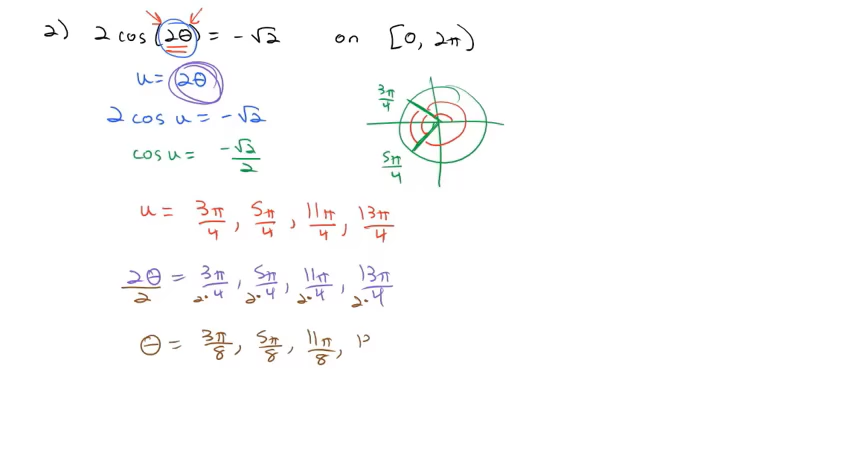 2) 2 cos (2θ) = -√2 on [0, 2π)
u = 2θ
2 cos u = -√2
cos u = -√2/2
3π/4
5π/4
u = 3π/4, 5π/4, 11π/4, 13π/4
2θ/2 = 3π/2·4, 5π/2·4, 11π/2·4, 13π/2·4
θ = 3π/8, 5π/8, 11π/8, 1